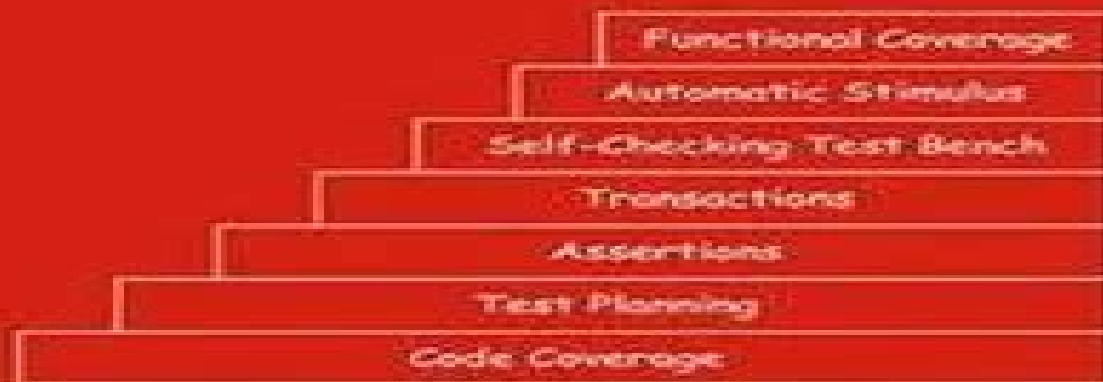 Functional Coverage
Automatic Stimulus
Self-Checking Test Bench
Transactions
Assertions
Test Planning
Code Coverage